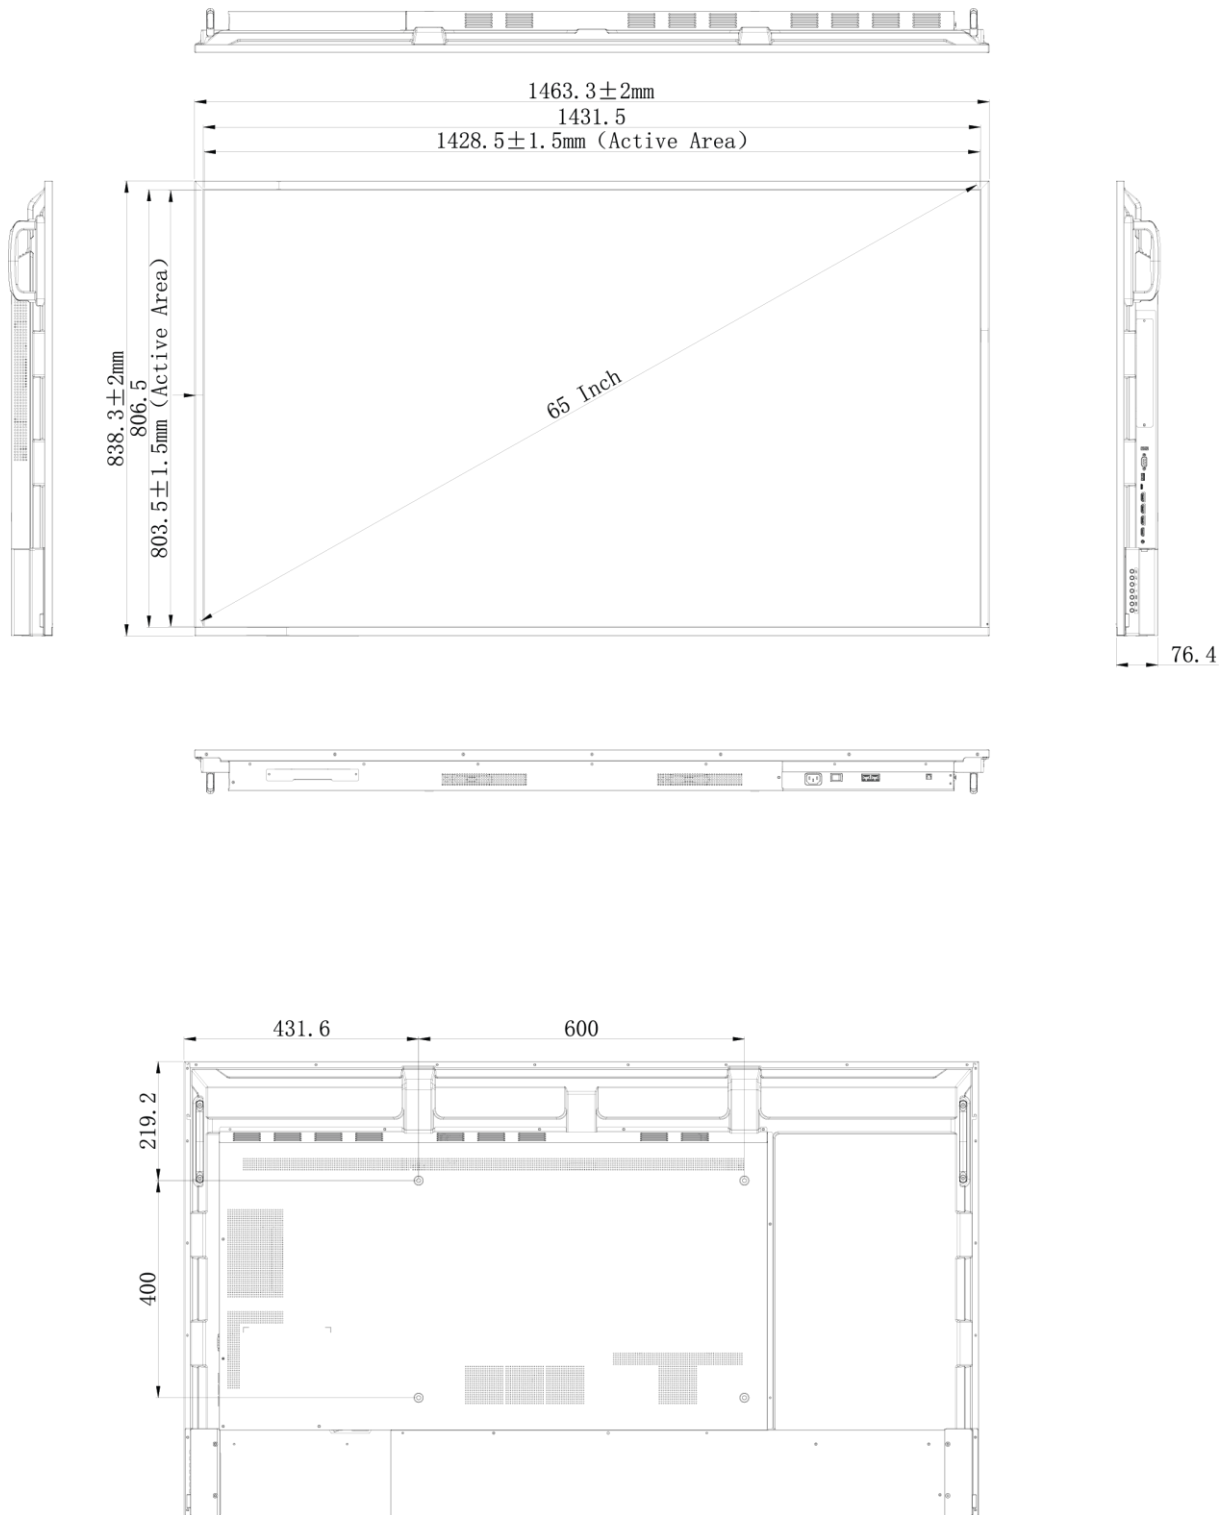 1463.3±2mm
1431.5
1428.5±1.5mm (Active Area)
838.3±2mm
806.5
803.5±1.5mm (Active Area)
65 Inch
76.4
431.6
600
219.2
400